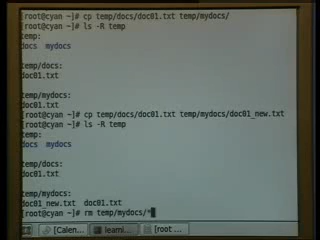 [root@cyan ~]# cp temp/docs/doc01.txt temp/mydocs/
[root@cyan ~]# ls -R temp
temp:
docs  mydocs
temp/docs:
doc01.txt
temp/mydocs:
doc01.txt
[root@cyan ~]# cp temp/docs/doc01.txt temp/mydocs/doc01_new.txt
[root@cyan ~]# ls -R temp
temp:
docs  mydocs
temp/docs:
doc01.txt
temp/mydocs:
doc01_new.txt  doc01.txt
[root@cyan ~]# rm temp/mydocs/*
[Calen... learni... [root ...